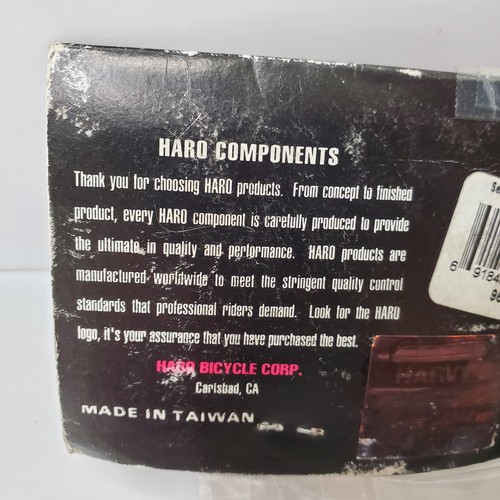 HARO COMPONENTS
Thank you for choosing HARO products. From concept to finished
product, every HARO component is carefully produced to provide
the ultimate in quality and performance. HARO products are
manufactured worldwide to meet the stringent quality control
standards that professional riders demand. Look for the HARO
logo, it's your assurance that you have purchased the best.
HARO BICYCLE CORP.
Carlsbad, CA
MADE IN TAIWAN
6 9184